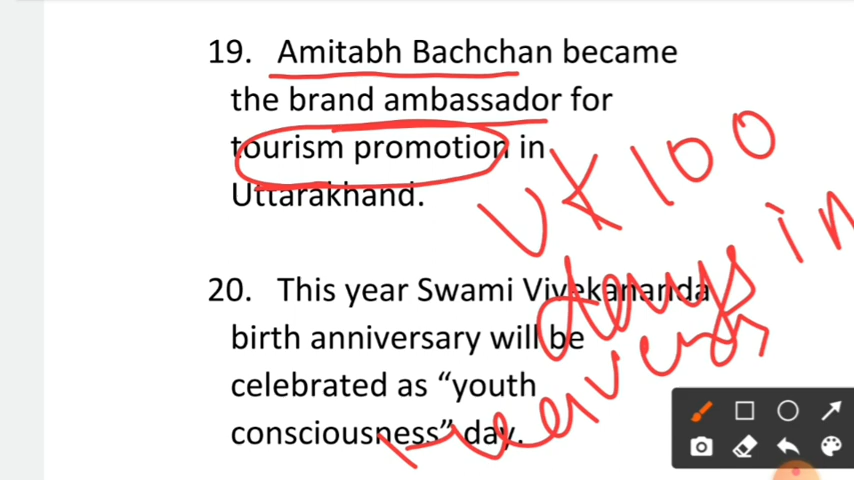 19. Amitabh Bachchan became
the brand ambassador for
tourism promotion in
Uttarakhand.
UK 100
days in
20. This year Swami Vivekananda
birth anniversary will be
celebrated as “youth
consciousness” day.